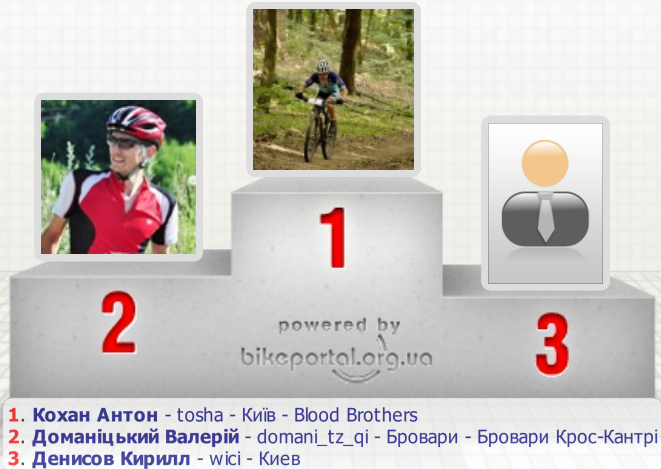 1
2
3
powered by
bikeportal.org.ua
1. Кохан Антон - tosha - Київ - Blood Brothers
2. Доманіцький Валерій - domani_tz_qi - Бровари - Бровари Крос-Кантрі
3. Денисов Кирилл - wici - Киев